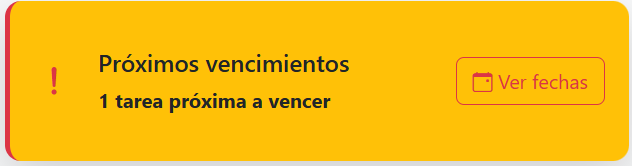 Próximos vencimientos
1 tarea próxima a vencer
Ver fechas